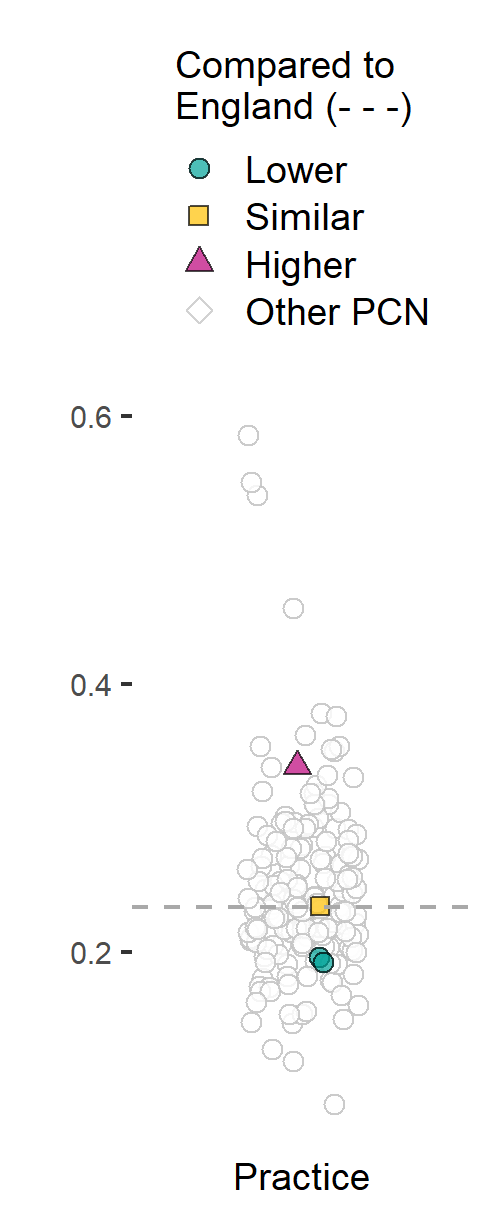 Compared to
England (- - -)
Lower
Similar
Higher
Other PCN
0.6
0.4
0.2
Practice